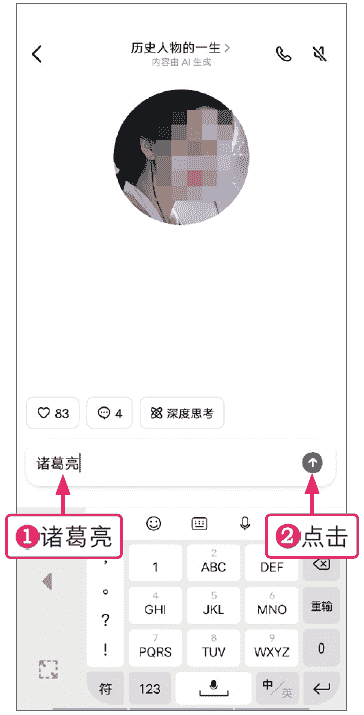 历史人物的一生 >
内容由 AI 生成
83
4
深度思考
诸葛亮
❶诸葛亮
❷点击
，
1
2
ABC
3
DEF
。
?
4
GHI
5
JKL
6
MNO
重输
!
7
PQRS
8
TUV
9
WXYZ
0
符
123
中/英